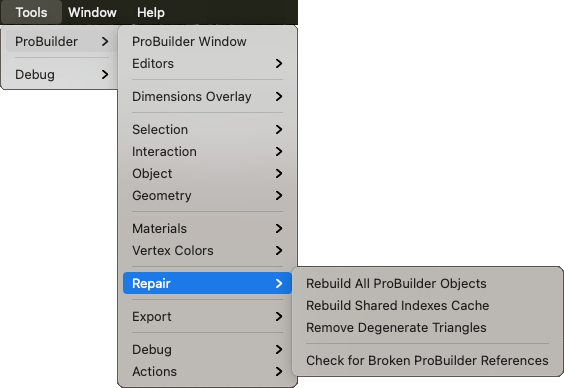 Tools Window Help
ProBuilder
Debug
ProBuilder Window
Editors
Dimensions Overlay
Selection
Interaction
Object
Geometry
Materials
Vertex Colors
Repair
Export
Debug
Actions
Rebuild All ProBuilder Objects
Rebuild Shared Indexes Cache
Remove Degenerate Triangles
Check for Broken ProBuilder References